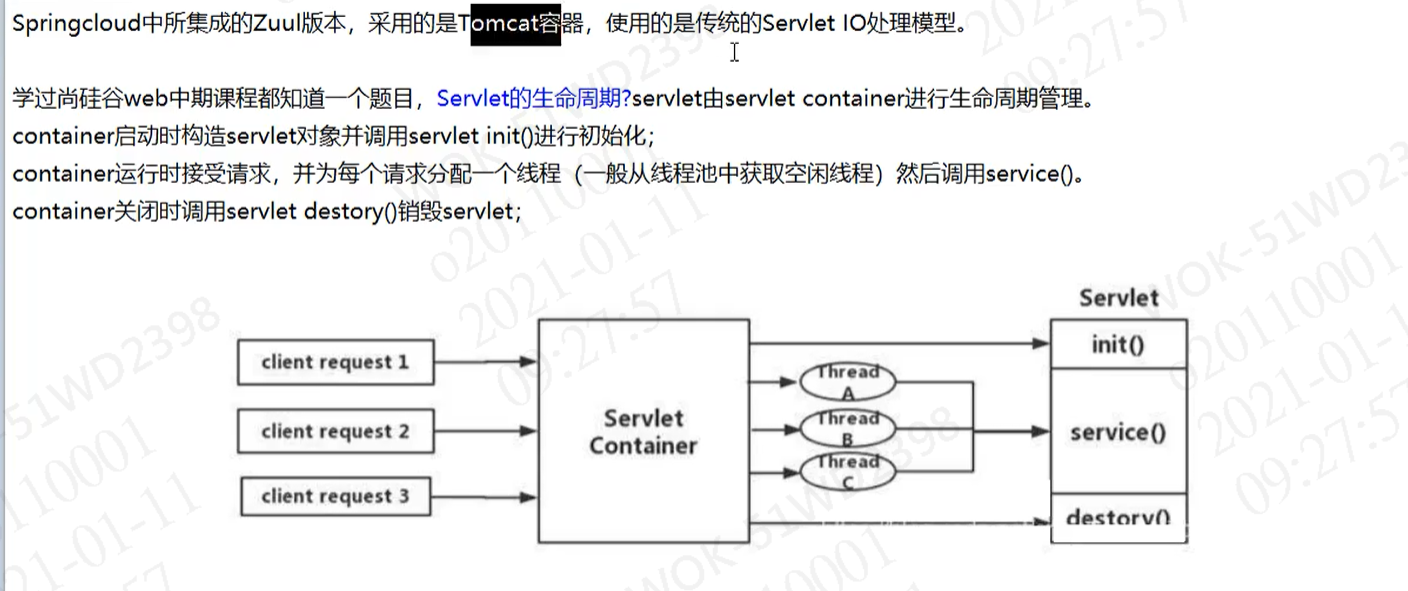 Springcloud中所集成的Zuul版本，采用的是Tomcat容器，使用的是传统的Servlet IO处理模型。
学过尚硅谷web中期课程都知道一个题目，Servlet的生命周期?servlet由servlet container进行生命周期管理。
container启动时构造servlet对象并调用servlet init()进行初始化；
container运行时接受请求，并为每个请求分配一个线程（一般从线程池中获取空闲线程）然后调用service()。
container关闭时调用servlet destory()销毁servlet；
Servlet
client request 1
client request 2
client request 3
Servlet
Container
Thread
A
Thread
B
Thread
C
init()
service()
destory()
WOK-51WD2398
o20110001
2021-01-11
09:27:57